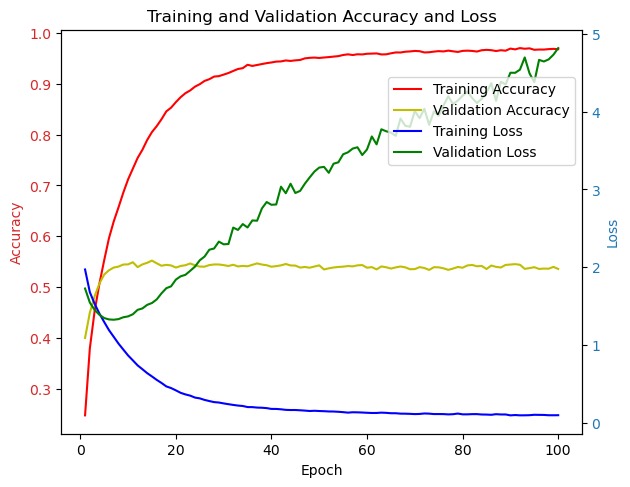 Training and Validation Accuracy and Loss
1.0
0.9
0.8
0.7
0.6
0.5
0.4
0.3
Accuracy
5
4
3
2
1
0
Loss
Training Accuracy
Validation Accuracy
Training Loss
Validation Loss
0 20 40 60 80 100
Epoch